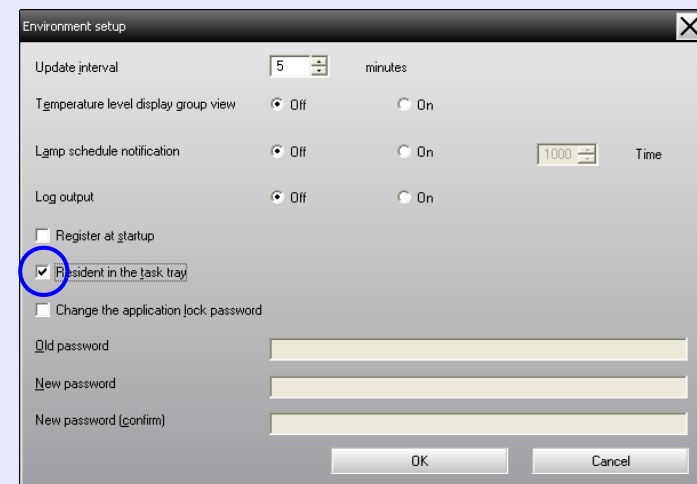 Environment setup
Update interval 5 minutes
Temperature level display group view Off On
Lamp schedule notification Off On 1000 Time
Log output Off On
Register at startup
Resident in the task tray
Change the application lock password
Old password
New password
New password (confirm)
OK Cancel